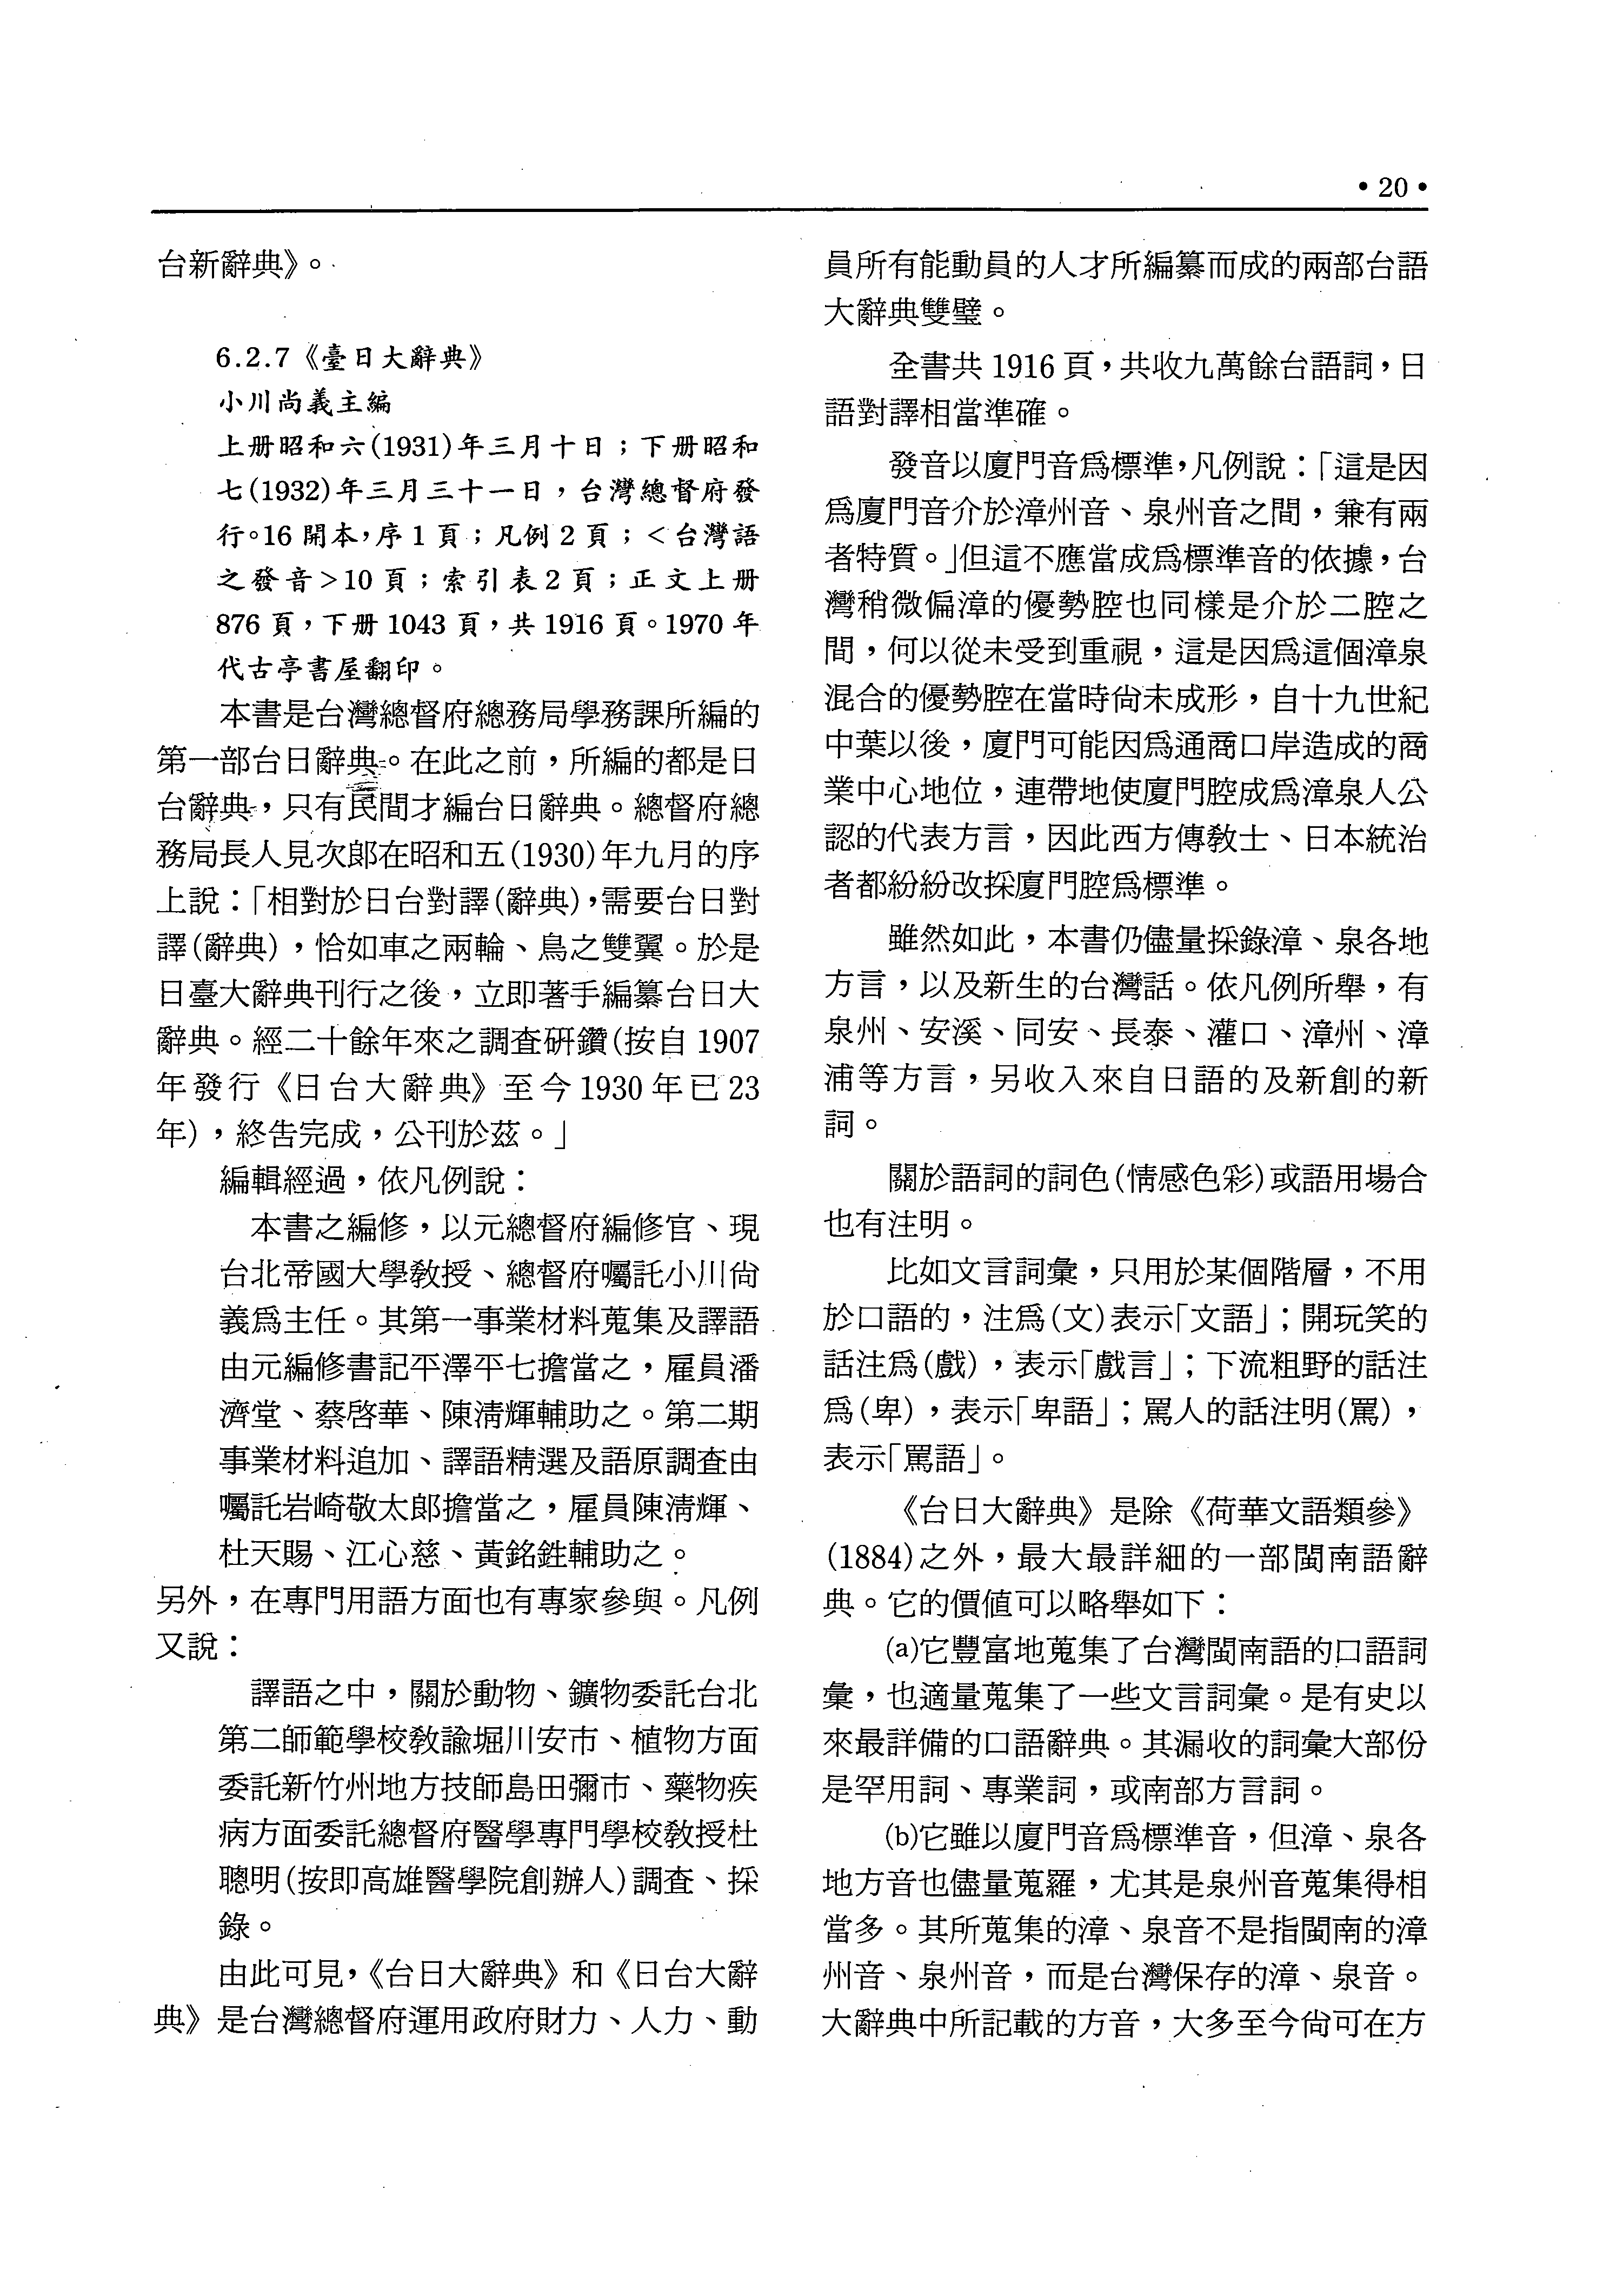 •20•
台新辭典》。
6.2.7《臺日大辭典》
小川尚義主編
上册昭和六(1931)年三月十日；下册昭和
七(1932)年三月三十一日，台灣總督府發
行。16 開本，序 1 頁；凡例 2 頁；<台灣語
之發音>10 頁；索引表 2 頁；正文上册
876 頁，下册 1043 頁，共 1916 頁。1970 年
代古亭書屋翻印。
本書是台灣總督府總務局學務課所編的
第一部台日辭典。在此之前，所編的都是日
台辭典，只有民間才編台日辭典。總督府總
務局長人見次郎在昭和五(1930)年九月的序
上說：「相對於日台對譯(辭典)，需要台日對
譯(辭典)，恰如車之兩輪、鳥之雙翼。於是
日臺大辭典刊行之後，立即著手編纂台日大
辭典。經二十餘年來之調查研鑽(按自 1907
年發行《日台大辭典》至今 1930 年已 23
年)，終告完成，公刊於茲。」
編輯經過，依凡例說：
本書之編修，以元總督府編修官、現
台北帝國大學敎授、總督府囑託小川尙
義爲主任。其第一事業材料蒐集及譯語
由元編修書記平澤平七擔當之，雇員潘
濟堂、蔡啓華、陳淸輝輔助之。第二期
事業材料追加、譯語精選及語原調查由
囑託岩崎敬太郎擔當之，雇員陳淸輝、
杜天賜、江心慈、黃銘鉎輔助之。
另外，在專門用語方面也有專家參與。凡例
又說：
譯語之中，關於動物、鑛物委託台北
第二師範學校敎諭堀川安市、植物方面
委託新竹州地方技師島田彌市、藥物疾
病方面委託總督府醫學專門學校敎授杜
聰明(按即高雄醫學院創辦人)調查、採
錄。
由此可見，《台日大辭典》和《日台大辭
典》是台灣總督府運用政府財力、人力、動
員所有能動員的人才所編纂而成的兩部台語
大辭典雙璧。
全書共 1916 頁，共收九萬餘台語詞，日
語對譯相當準確。
發音以廈門音爲標準，凡例說：「這是因
爲廈門音介於漳州音、泉州音之間，兼有兩
者特質。」但這不應當成爲標準音的依據，台
灣稍微偏漳的優勢腔也同樣是介於二腔之
間，何以從未受到重視，這是因爲這個漳泉
混合的優勢腔在當時尙未成形，自十九世紀
中葉以後，廈門可能因爲通商口岸造成的商
業中心地位，連帶地使廈門腔成爲漳泉人公
認的代表方言，因此西方傳敎士、日本統治
者都紛紛改採廈門腔爲標準。
雖然如此，本書仍儘量採錄漳、泉各地
方言，以及新生的台灣話。依凡例所舉，有
泉州、安溪、同安、長泰、灌口、漳州、漳
浦等方言，另收入來自日語的及新創的新
詞。
關於語詞的詞色(情感色彩)或語用場合
也有注明。
比如文言詞彙，只用於某個階層，不用
於口語的，注爲(文)表示「文語」；開玩笑的
話注爲(戲)，表示「戲言」；下流粗野的話注
爲(卑)，表示「卑語」；罵人的話注明(罵)，
表示「罵語」。
《台日大辭典》是除《荷華文語類參》
(1884)之外，最大最詳細的一部閩南語辭
典。它的價值可以略舉如下：
(a)它豐富地蒐集了台灣閩南語的口語詞
彙，也適量蒐集了一些文言詞彙。是有史以
來最詳備的口語辭典。其漏收的詞彙大部份
是罕用詞、專業詞，或南部方言詞。
(b)它雖以廈門音爲標準音，但漳、泉各
地方音也儘量蒐羅，尤其是泉州音蒐集得相
當多。其所蒐集的漳、泉音不是指閩南的漳
州音、泉州音，而是台灣保存的漳、泉音。
大辭典中所記載的方音，大多至今尙可在方